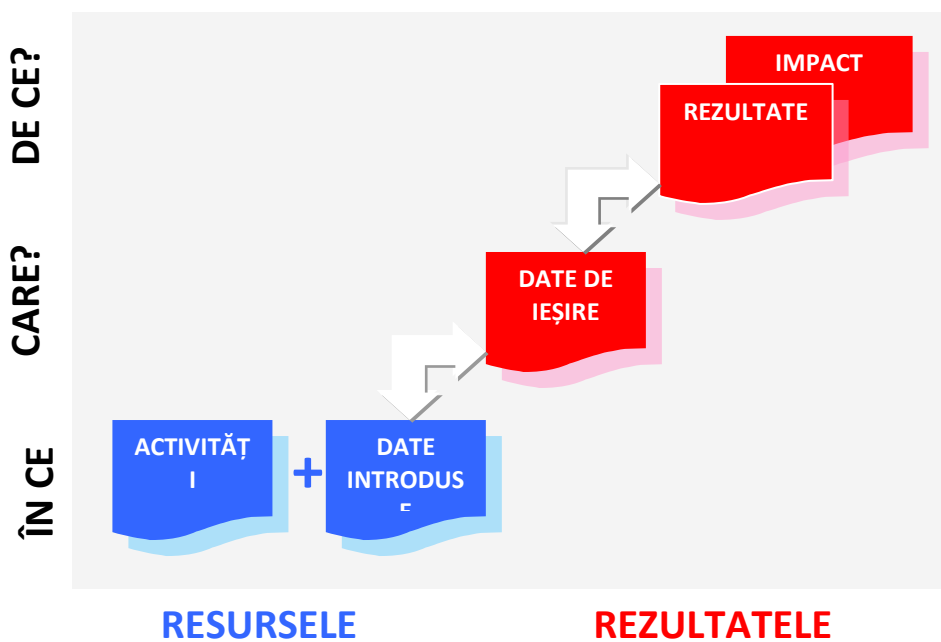 DE CE?
IMPACT
REZULTATE
CARE?
DATE DE
IEȘIRE
ÎN CE
ACTIVITĂȚ
I
+
DATE
INTRODUS
E
RESURSELE
REZULTATELE